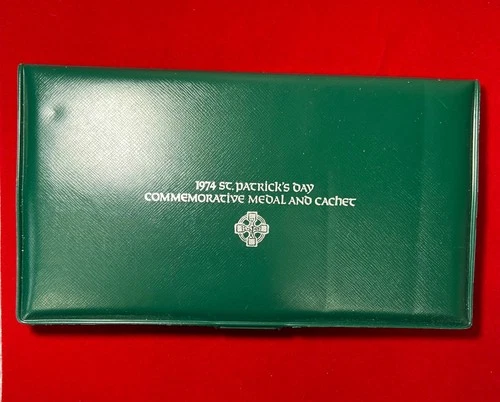 1974 St. Patrick's Day
Commemorative Medal and Cachet